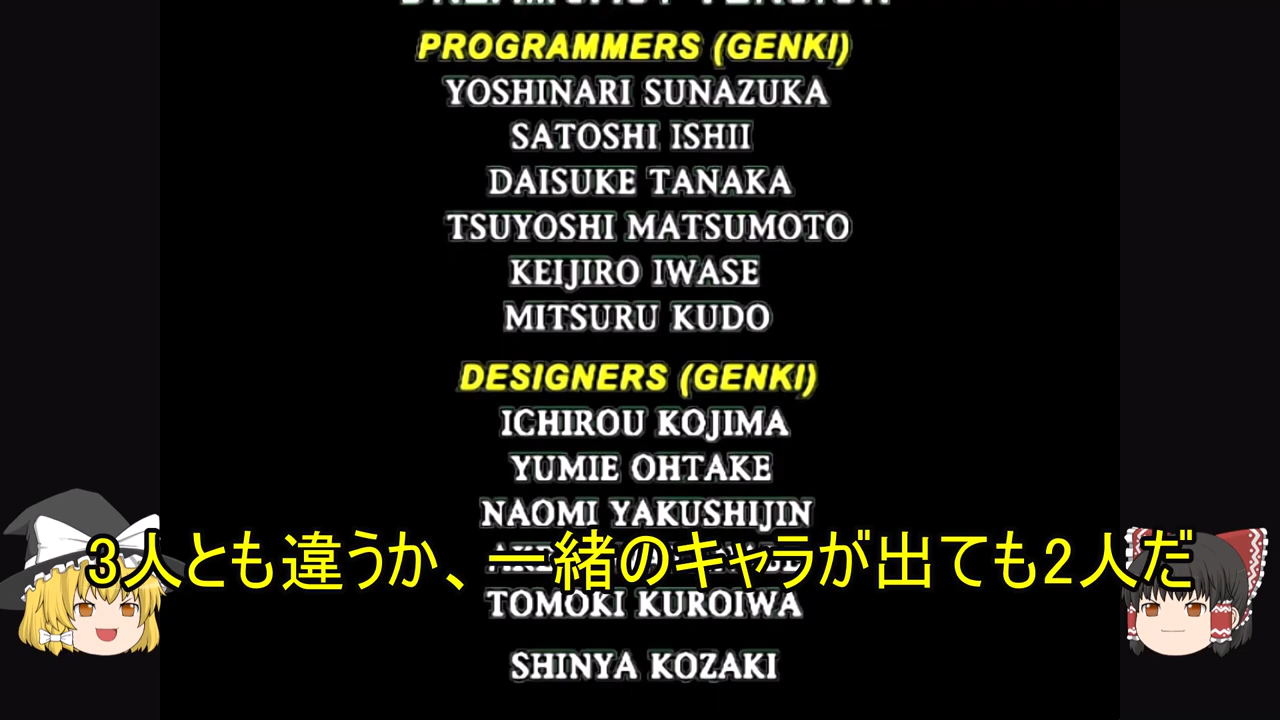 PROGRAMMERS (GENKI)
YOSHINARI SUNAZUKA
SATOSHI ISHII
DAISUKE TANAKA
TSUYOSHI MATSUMOTO
KEIJIRO IWASE
MITSURU KUDO
DESIGNERS (GENKI)
ICHIROU KOJIMA
YUMIE OHTAKE
NAOMI YAKUSHIJIN
3人とも違うか、一緒のキャラが出ても2人だ
TOMOKI KUROIWA
SHINYA KOZAKI